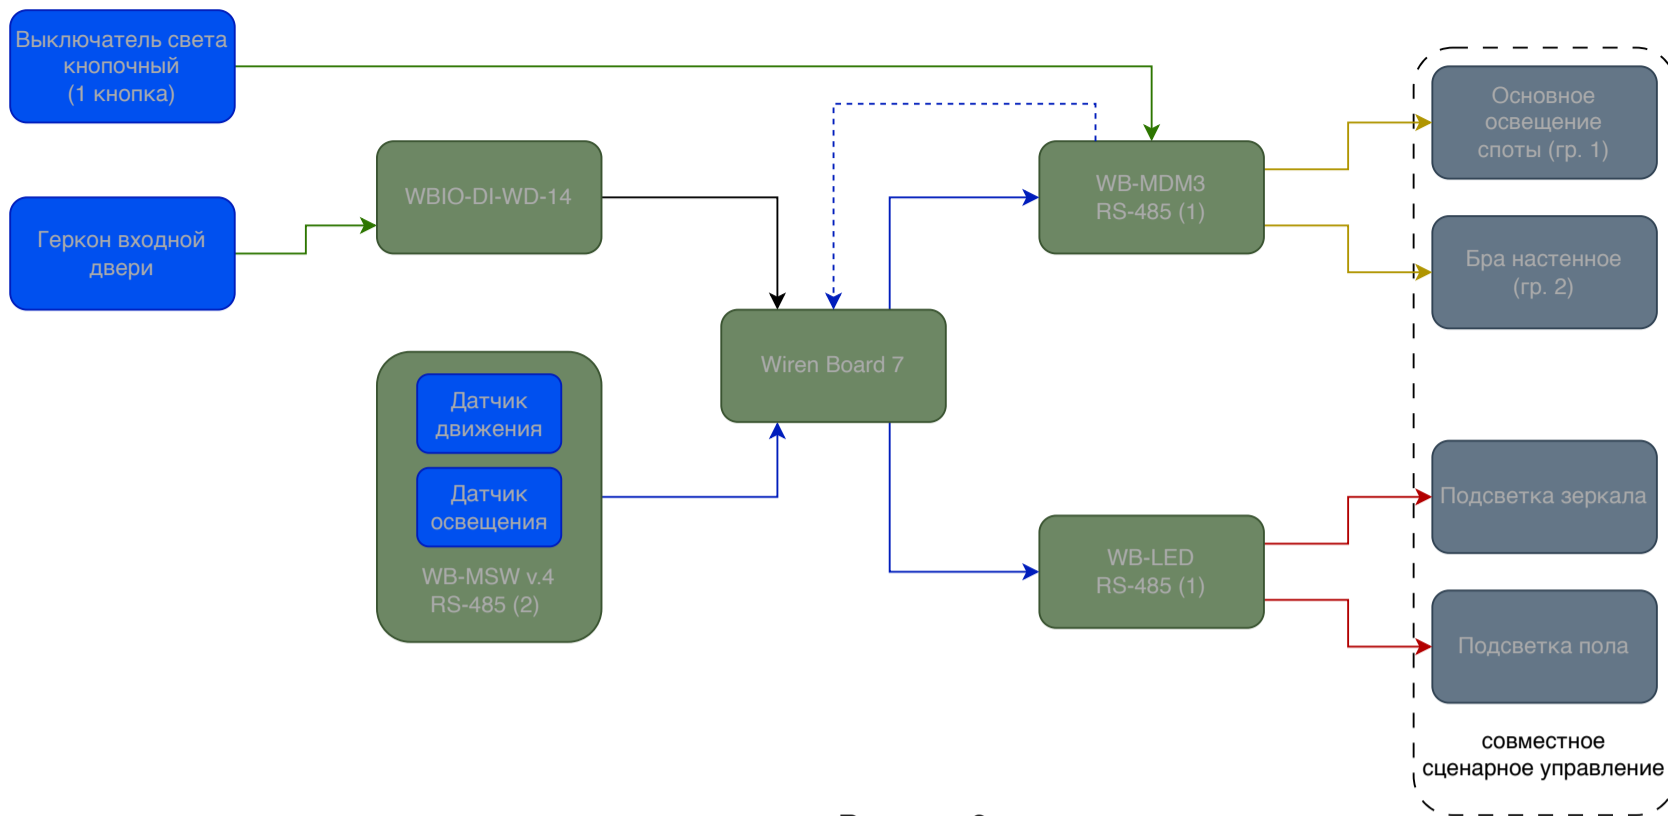 Выключатель света
кнопочный
(1 кнопка)
Геркон входной
двери
WBIO-DI-WD-14
Датчик
движения
Датчик
освещения
WB-MSW v.4
RS-485 (2)
Wiren Board 7
WB-MDM3
RS-485 (1)
WB-LED
RS-485 (1)
Основное
освещение
споты (гр. 1)
Бра настенное
(гр. 2)
Подсветка зеркала
Подсветка пола
совместное
сценарное управление